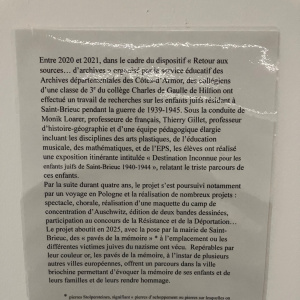 Entre 2020 et 2021, dans le cadre du dispositif « Retour aux
sources… d'archives » organisé par le service éducatif des
Archives départementales des Côtes-d'Armor, des collégiens
d'une classe de 3e du collège Charles de Gaulle de Hillion ont
effectué un travail de recherches sur les enfants juifs résidant à
Saint-Brieuc pendant la guerre de 1939-1945. Sous la conduite de
Monik Loarer, professeure de français, Thierry Gillet, professeur
d'histoire-géographie et d'une équipe pédagogique élargie
incluant les disciplines des arts plastiques, de l'éducation
musicale, des mathématiques, et de l'EPS, les élèves ont réalisé
une exposition itinérante intitulée « Destination Inconnue pour les
enfants juifs de Saint-Brieuc 1940-1944 », relatant le triste parcours de
ces enfants.
Par la suite durant quatre ans, le projet s'est poursuivi notamment
par un voyage en Pologne et la réalisation de nombreux projets :
spectacle, chorale, réalisation d'une maquette du camp de
concentration d'Auschwitz, édition de deux bandes dessinées,
participation au concours de la Résistance et de la Déportation…
Le projet aboutit en 2025, avec la pose par la mairie de Saint-
Brieuc, des « pavés de la mémoire » * à l'emplacement ou les
différentes victimes juives du nazisme ont vécu. Repérables par
leur couleur or, les pavés de la mémoire, à l'instar de plusieurs
autres villes européennes, offrent un parcours dans la ville
briochine permettant d'évoquer la mémoire de ses enfants et de
leurs familles et de leurs rendre hommage.